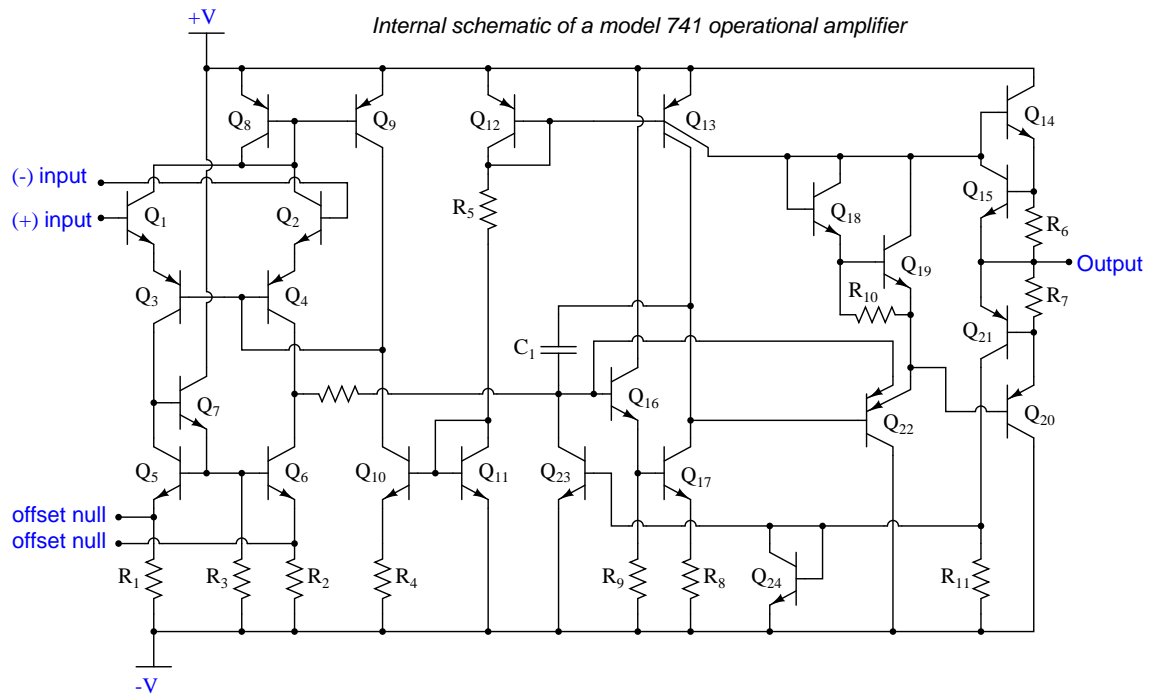 +V
Internal schematic of a model 741 operational amplifier
Q8
Q9
Q12
Q13
Q14
(-) input
(+) input
Q1
Q2
R5
Q18
Q15
R6
Q19
Output
Q3
Q4
R10
R7
C1
Q21
Q7
Q16
Q22
Q20
Q5
Q6
Q10
Q11
Q23
Q17
offset null
offset null
R1
R3
R2
R4
R9
R8
Q24
R11
-V